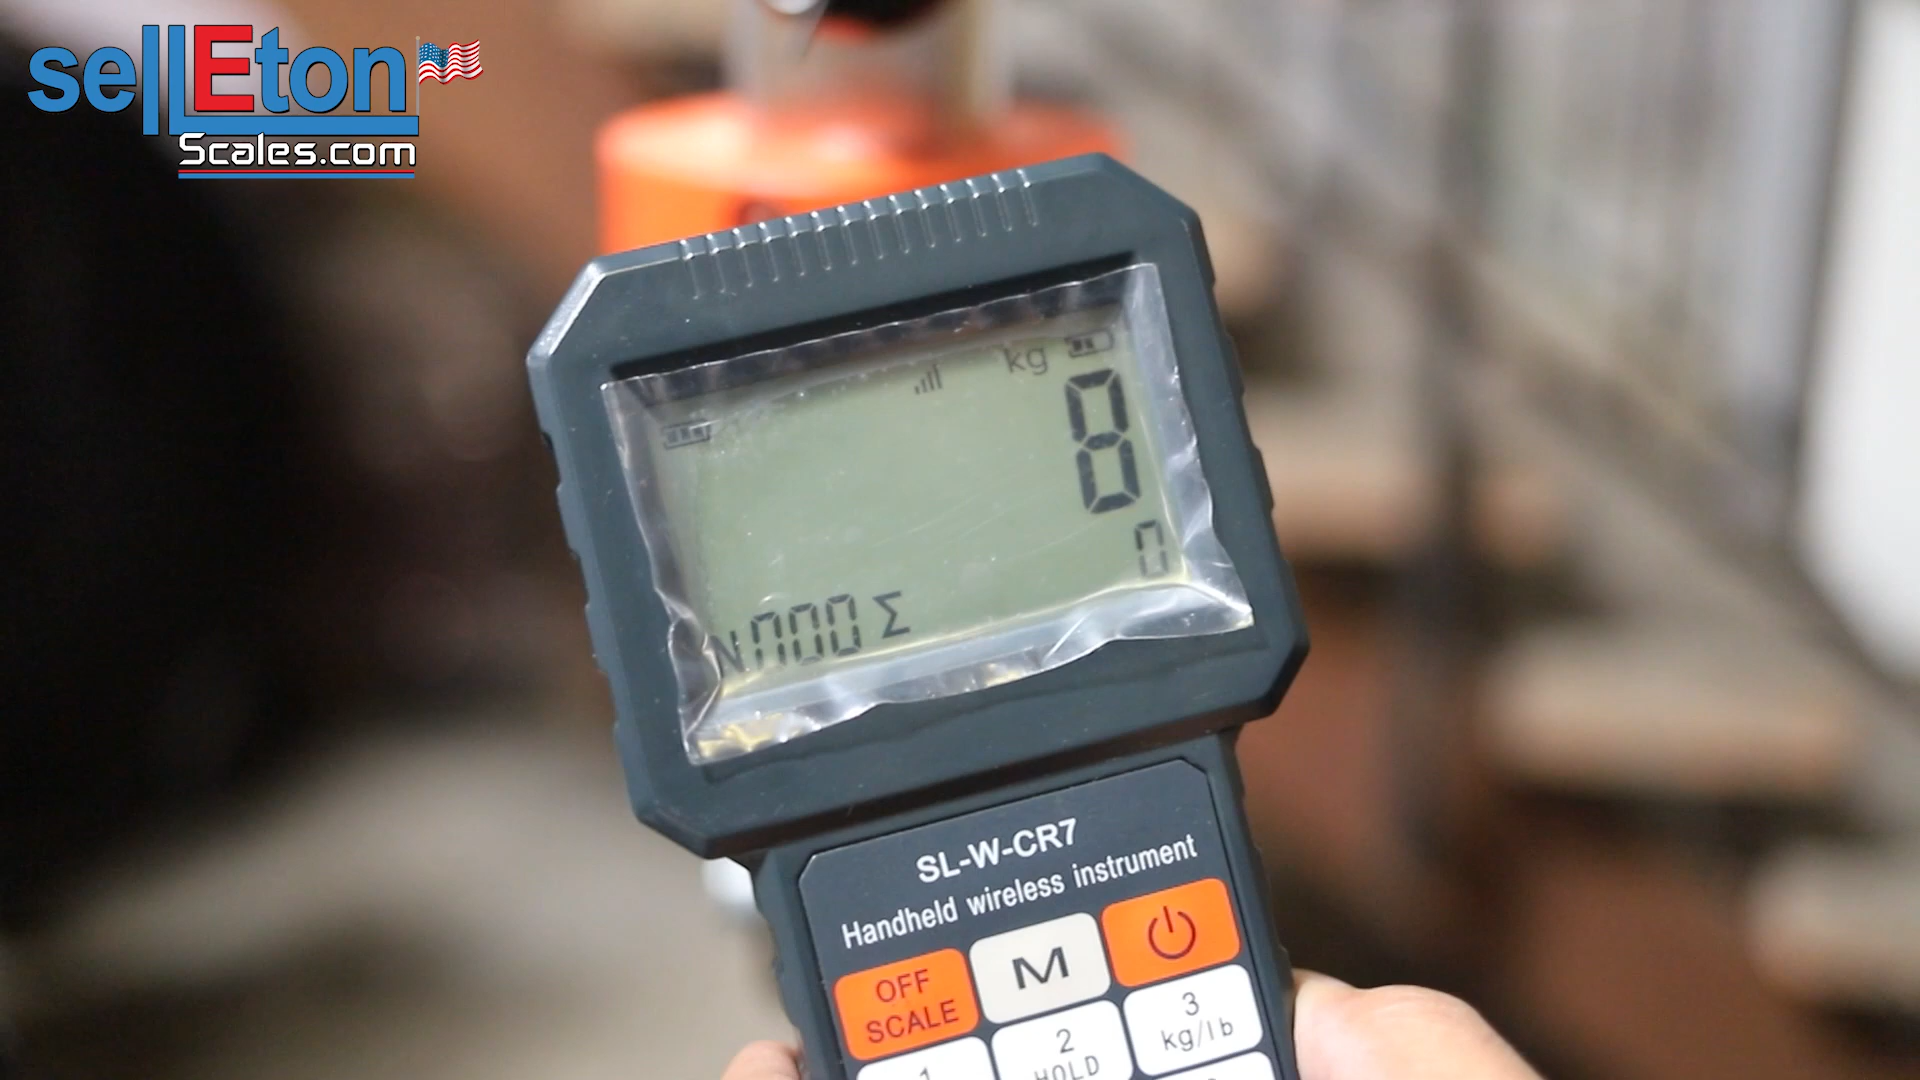 sellEton
Scales.com
kg
8
0
N 000 Σ
SL-W-CR7
Handheld wireless instrument
OFF
SCALE
M
1
2
HOLD
3
kg/lb